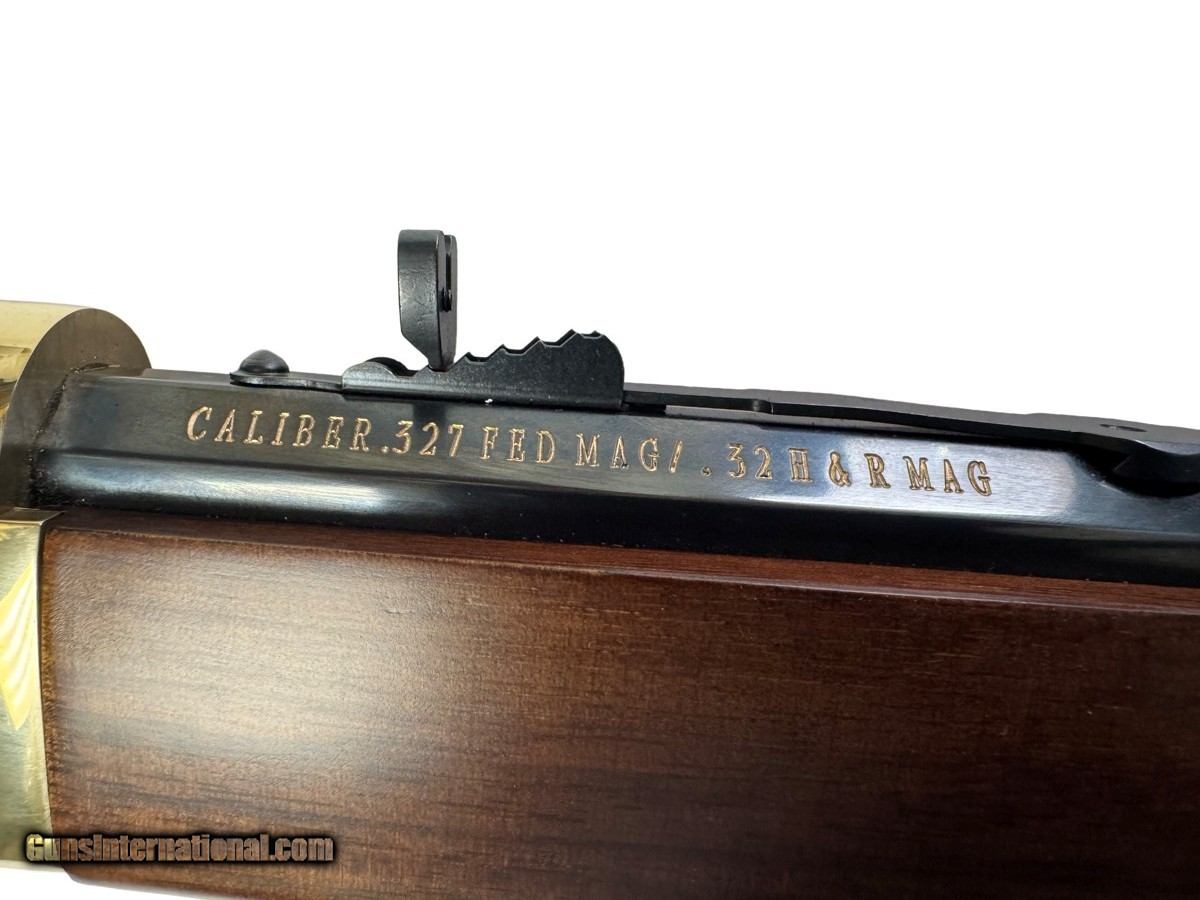 CALIBER .327 FED MAG/ .32 H & R MAG
GunsInternational.com